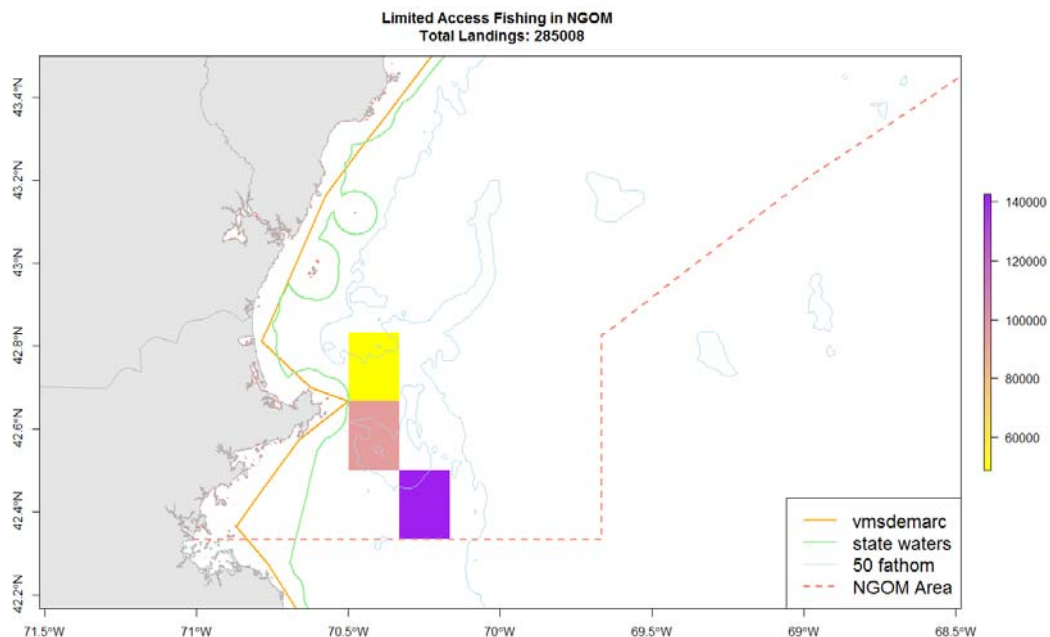 Limited Access Fishing in NGOM
Total Landings: 285008
43.4°N
43.2°N
43°N
42.8°N
42.6°N
42.4°N
42.2°N
140000
120000
100000
80000
60000
vmsdemarc
state waters
50 fathom
NGOM Area
71.5°W
71°W
70.5°W
70°W
69.5°W
69°W
68.5°W